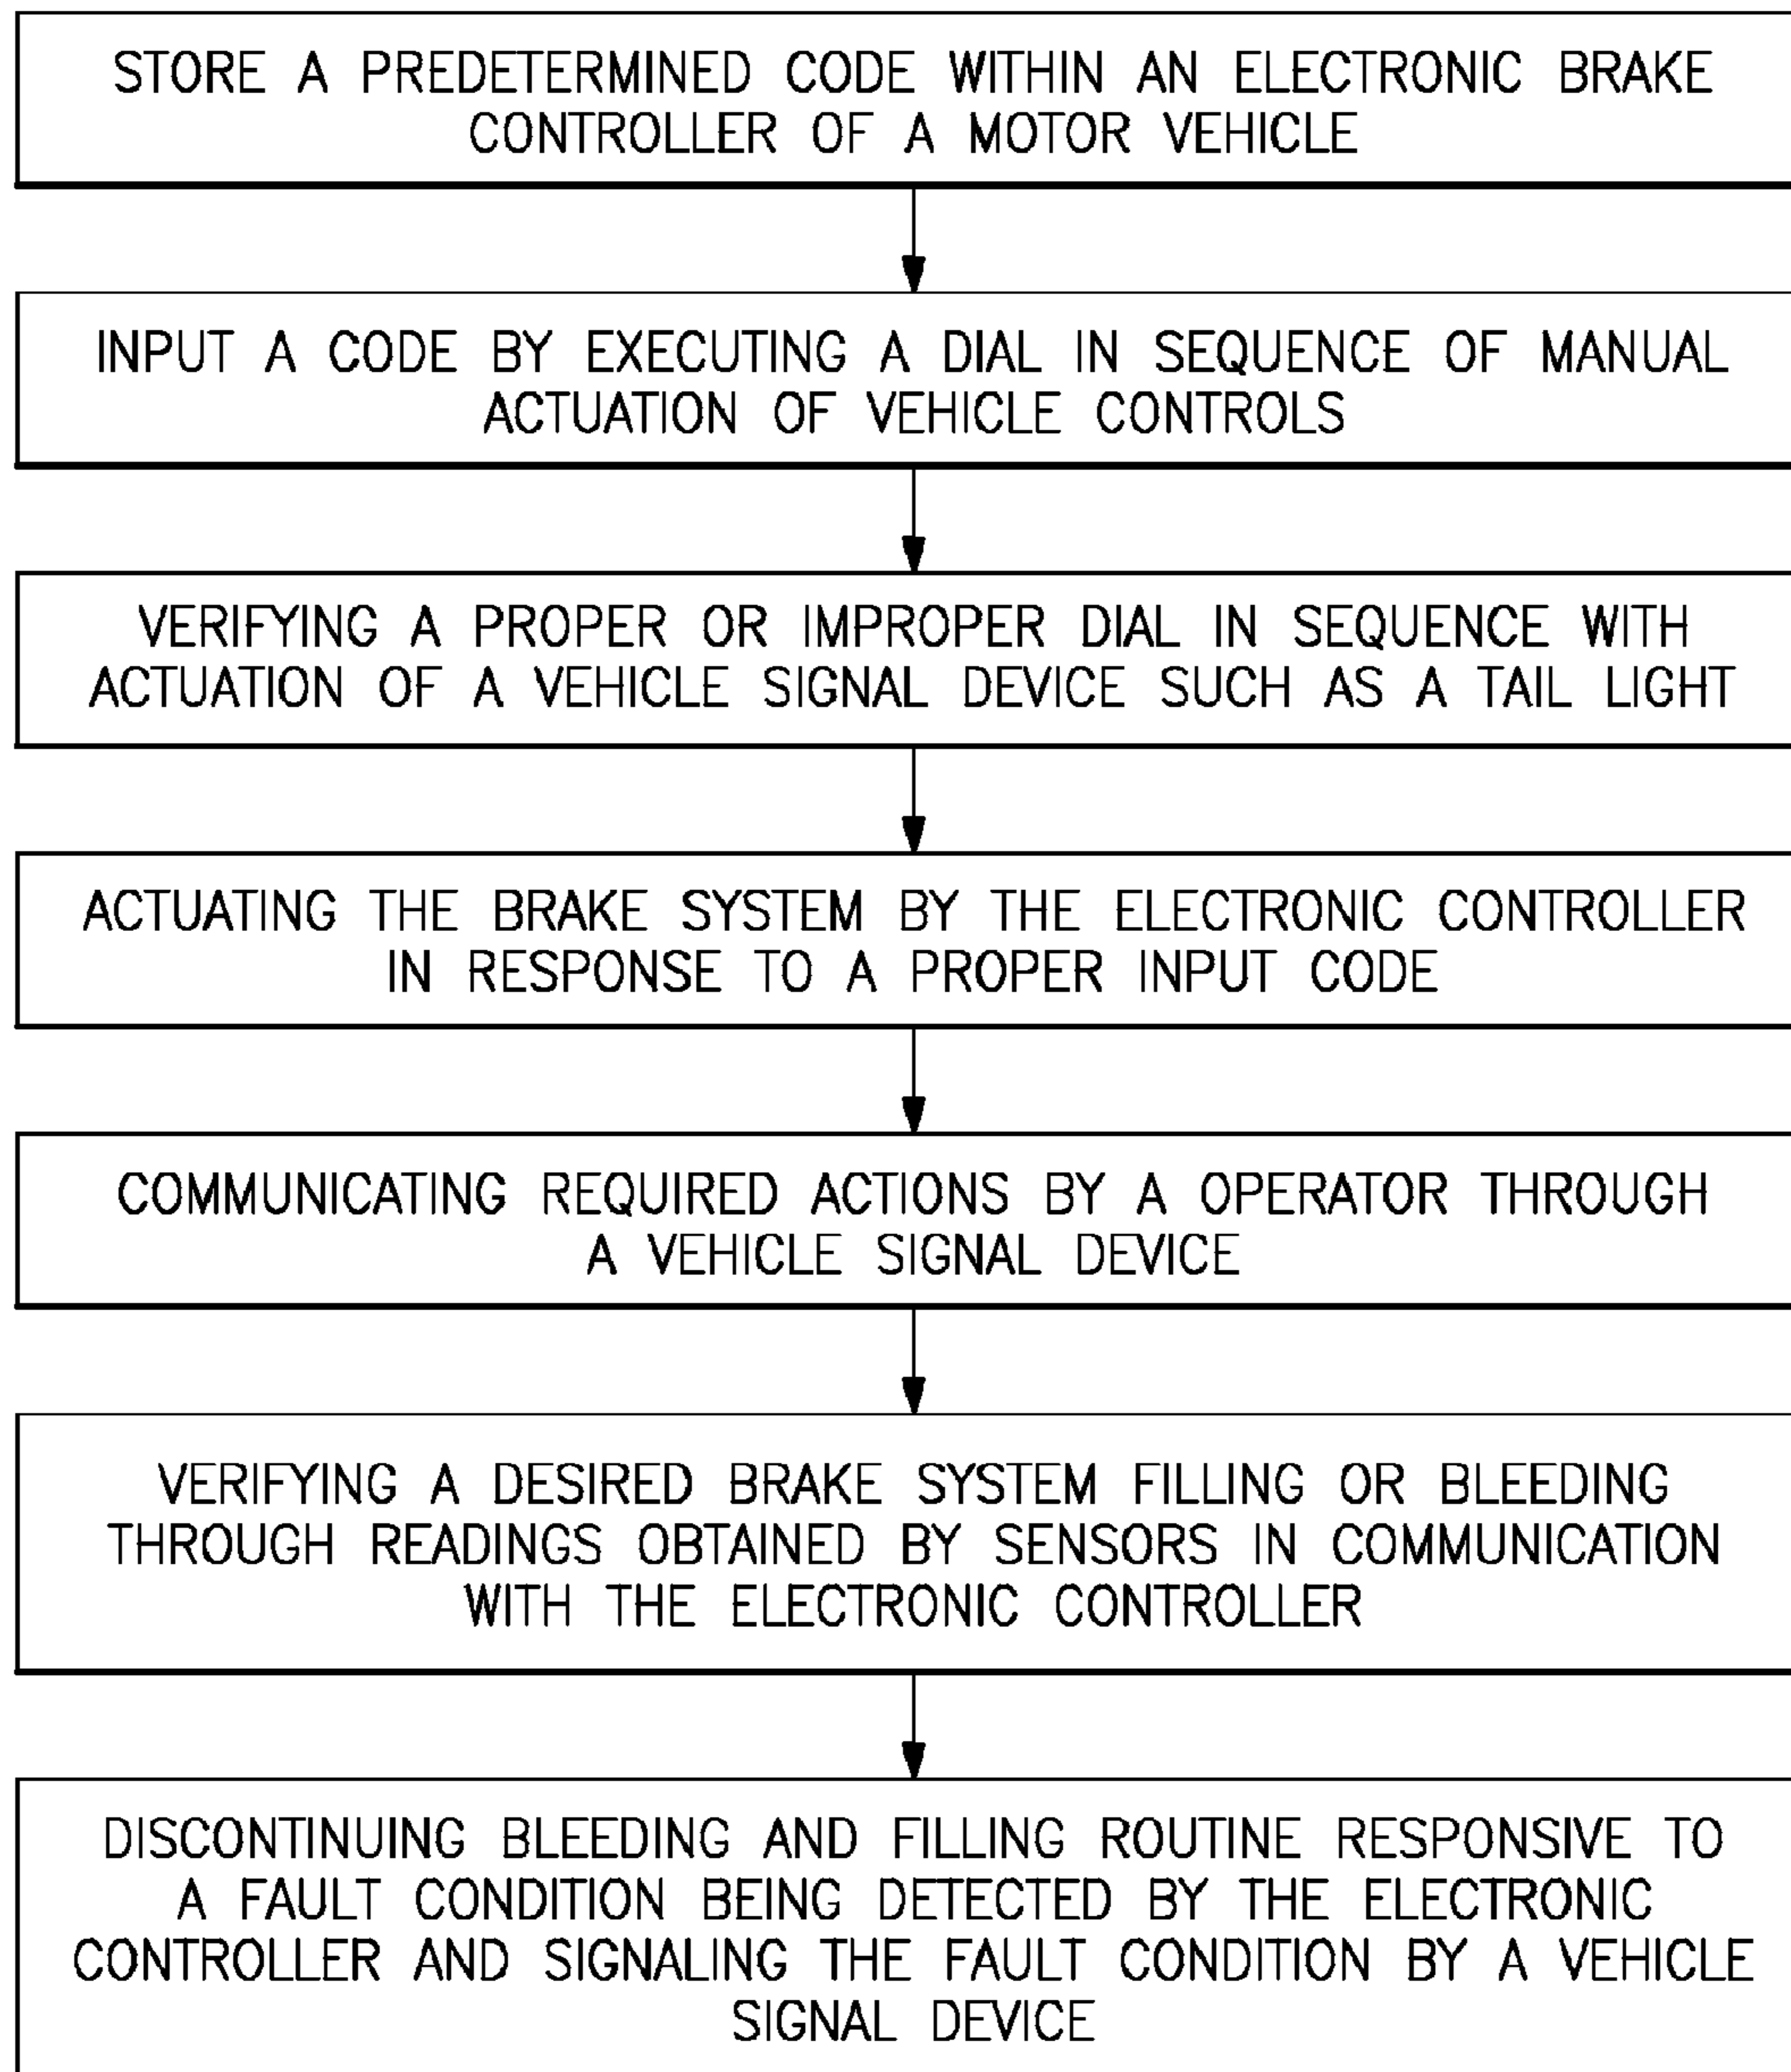 STORE A PREDETERMINED CODE WITHIN AN ELECTRONIC BRAKE
CONTROLLER OF A MOTOR VEHICLE
INPUT A CODE BY EXECUTING A DIAL IN SEQUENCE OF MANUAL
ACTUATION OF VEHICLE CONTROLS
VERIFYING A PROPER OR IMPROPER DIAL IN SEQUENCE WITH
ACTUATION OF A VEHICLE SIGNAL DEVICE SUCH AS A TAIL LIGHT
ACTUATING THE BRAKE SYSTEM BY THE ELECTRONIC CONTROLLER
IN RESPONSE TO A PROPER INPUT CODE
COMMUNICATING REQUIRED ACTIONS BY A OPERATOR THROUGH
A VEHICLE SIGNAL DEVICE
VERIFYING A DESIRED BRAKE SYSTEM FILLING OR BLEEDING
THROUGH READINGS OBTAINED BY SENSORS IN COMMUNICATION
WITH THE ELECTRONIC CONTROLLER
DISCONTINUING BLEEDING AND FILLING ROUTINE RESPONSIVE TO
A FAULT CONDITION BEING DETECTED BY THE ELECTRONIC
CONTROLLER AND SIGNALING THE FAULT CONDITION BY A VEHICLE
SIGNAL DEVICE